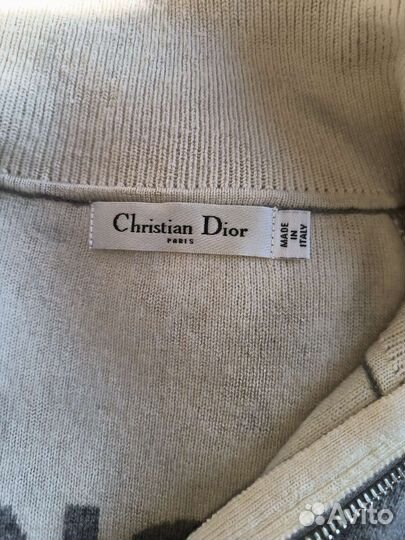 Christian Dior
PARIS
MADE
IN
ITALY
Avito